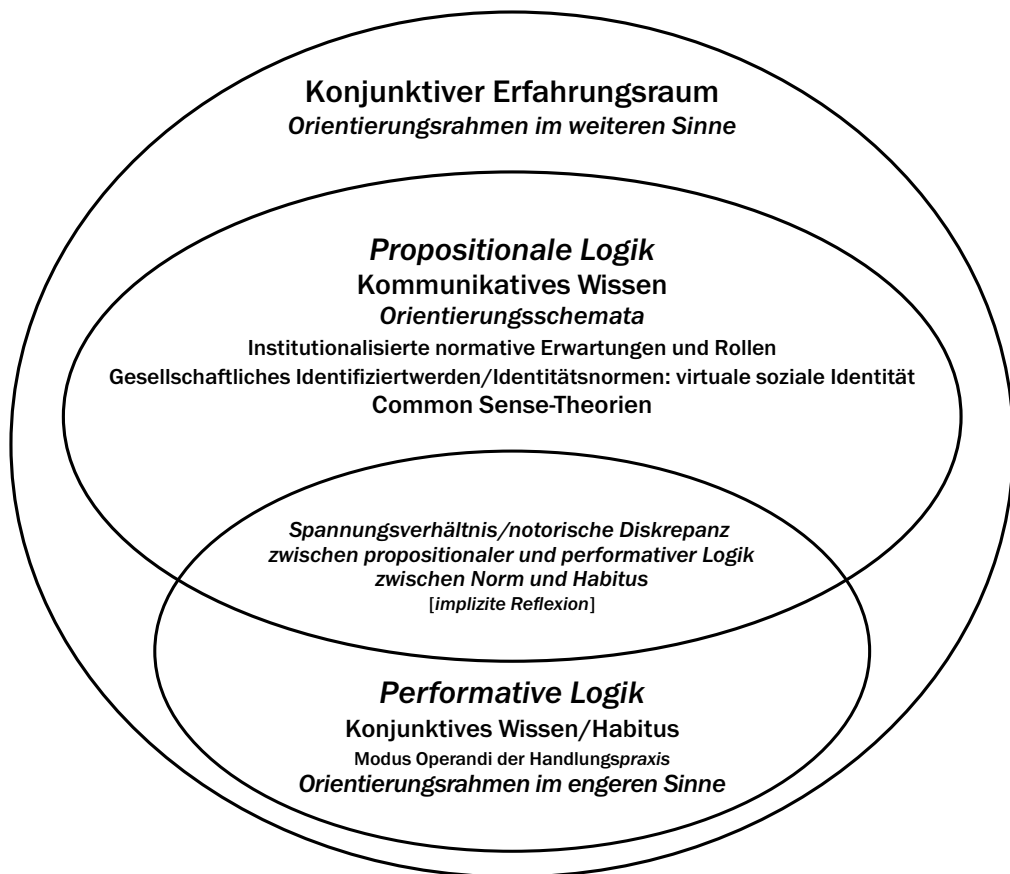 Konjunktiver Erfahrungsraum
Orientierungsrahmen im weiteren Sinne
Propositionale Logik
Kommunikatives Wissen
Orientierungsschemata
Institutionalisierte normative Erwartungen und Rollen
Gesellschaftliches Identifiziertwerden/Identitätsnormen: virtuale soziale Identität
Common Sense-Theorien
Spannungsverhältnis/notorische Diskrepanz
zwischen propositionaler und performativer Logik
zwischen Norm und Habitus
[implizite Reflexion]
Performative Logik
Konjunktives Wissen/Habitus
Modus Operandi der Handlungspraxis
Orientierungsrahmen im engeren Sinne